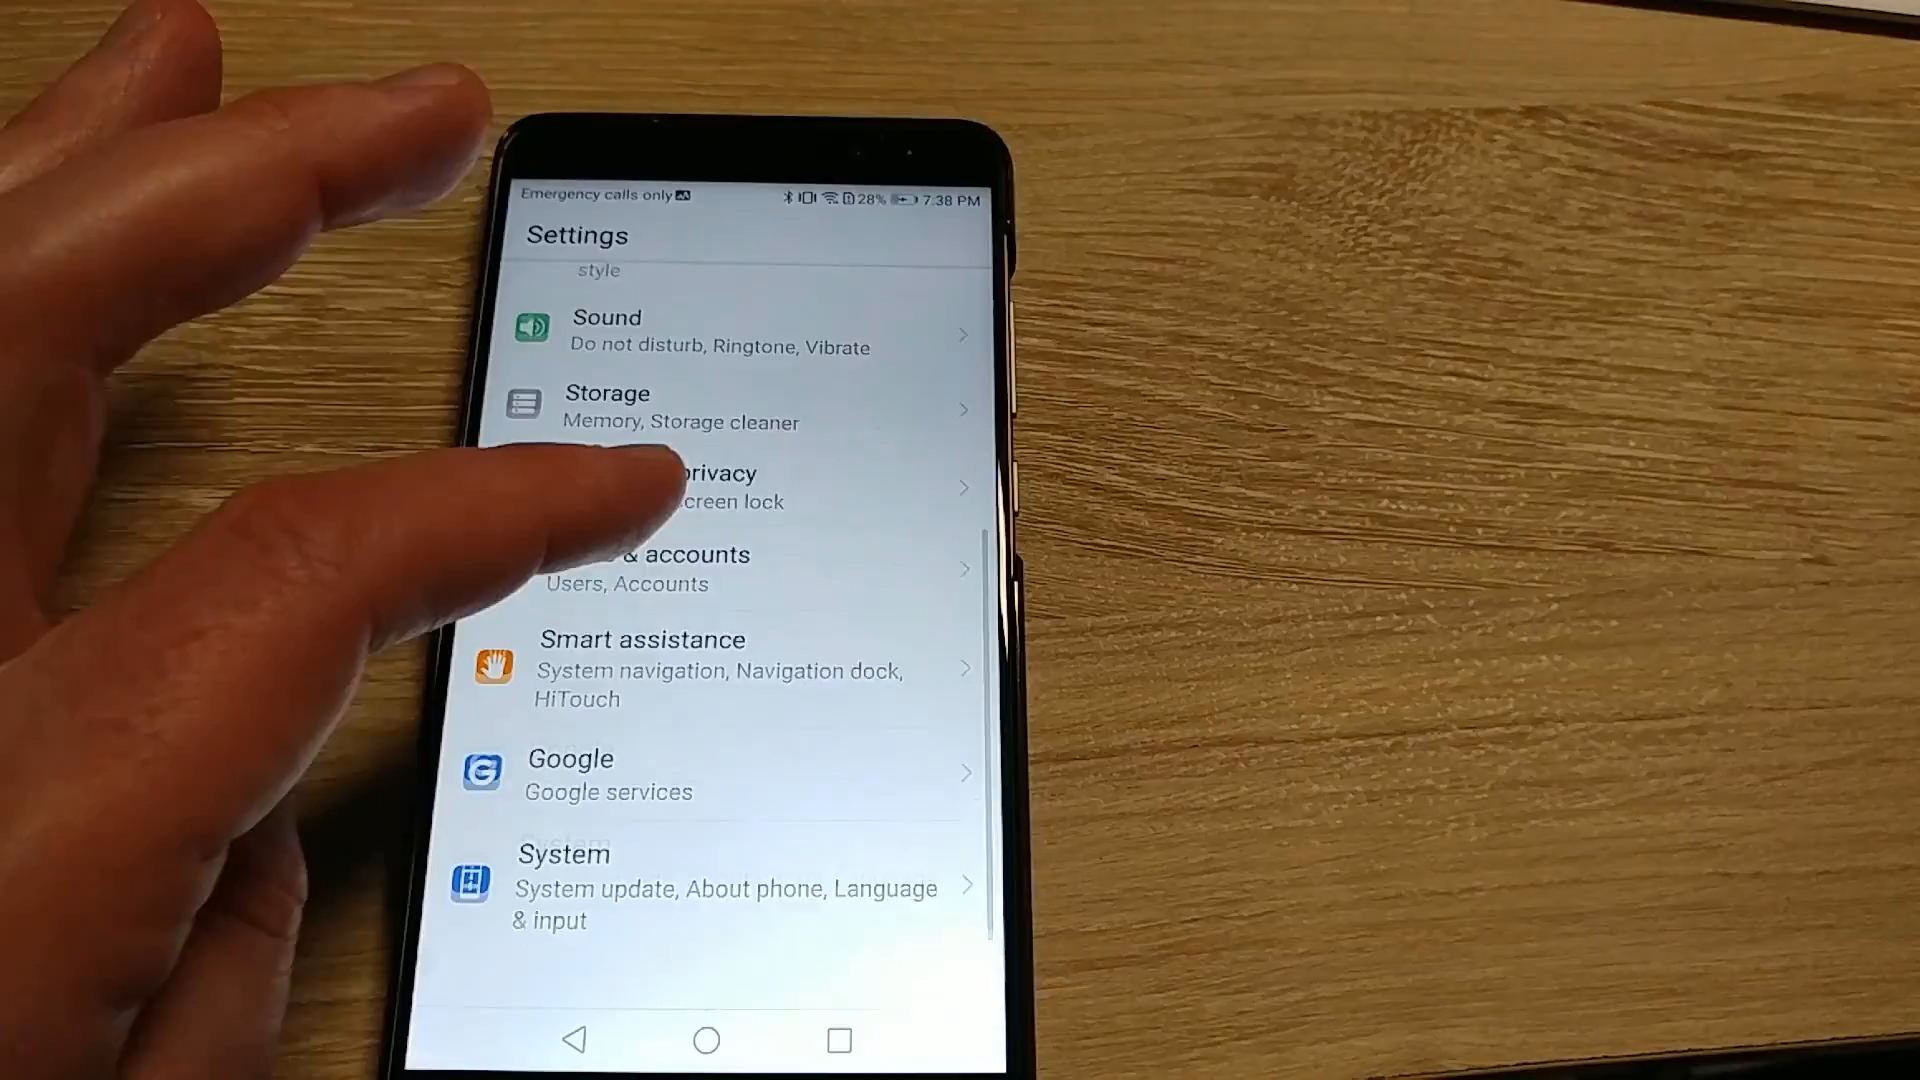 Emergency calls only 28% 7:38 PM
Settings
style
Sound
Do not disturb, Ringtone, Vibrate
Storage
Memory, Storage cleaner
privacy
creen lock
& accounts
Users, Accounts
Smart assistance
System navigation, Navigation dock,
HiTouch
Google
Google services
System
System update, About phone, Language
& input